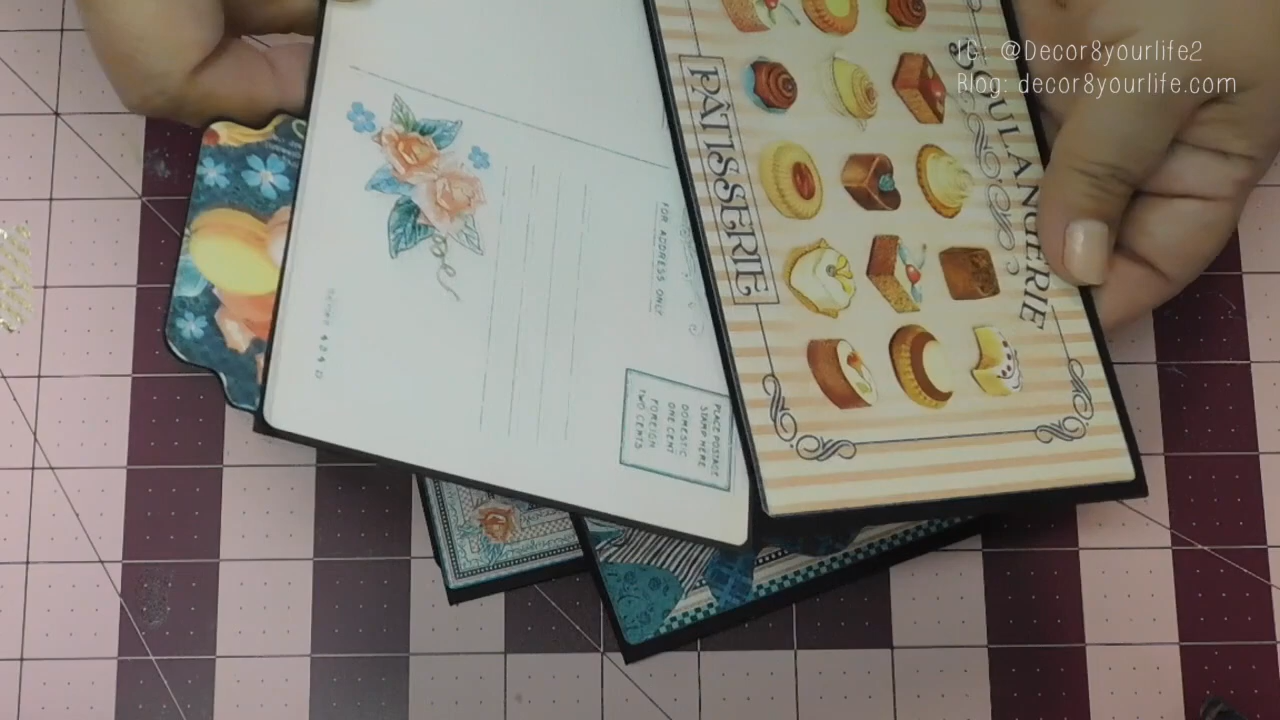 IG: @Decor8yourlife2
Blog: decor8yourlife.com
PÂTISSERIE
BOULANGERIE
FOR ADDRESS ONLY
PLACE POSTAGE
STAMP HERE
DOMESTIC
ONE CENT
FOREIGN
TWO CENTS